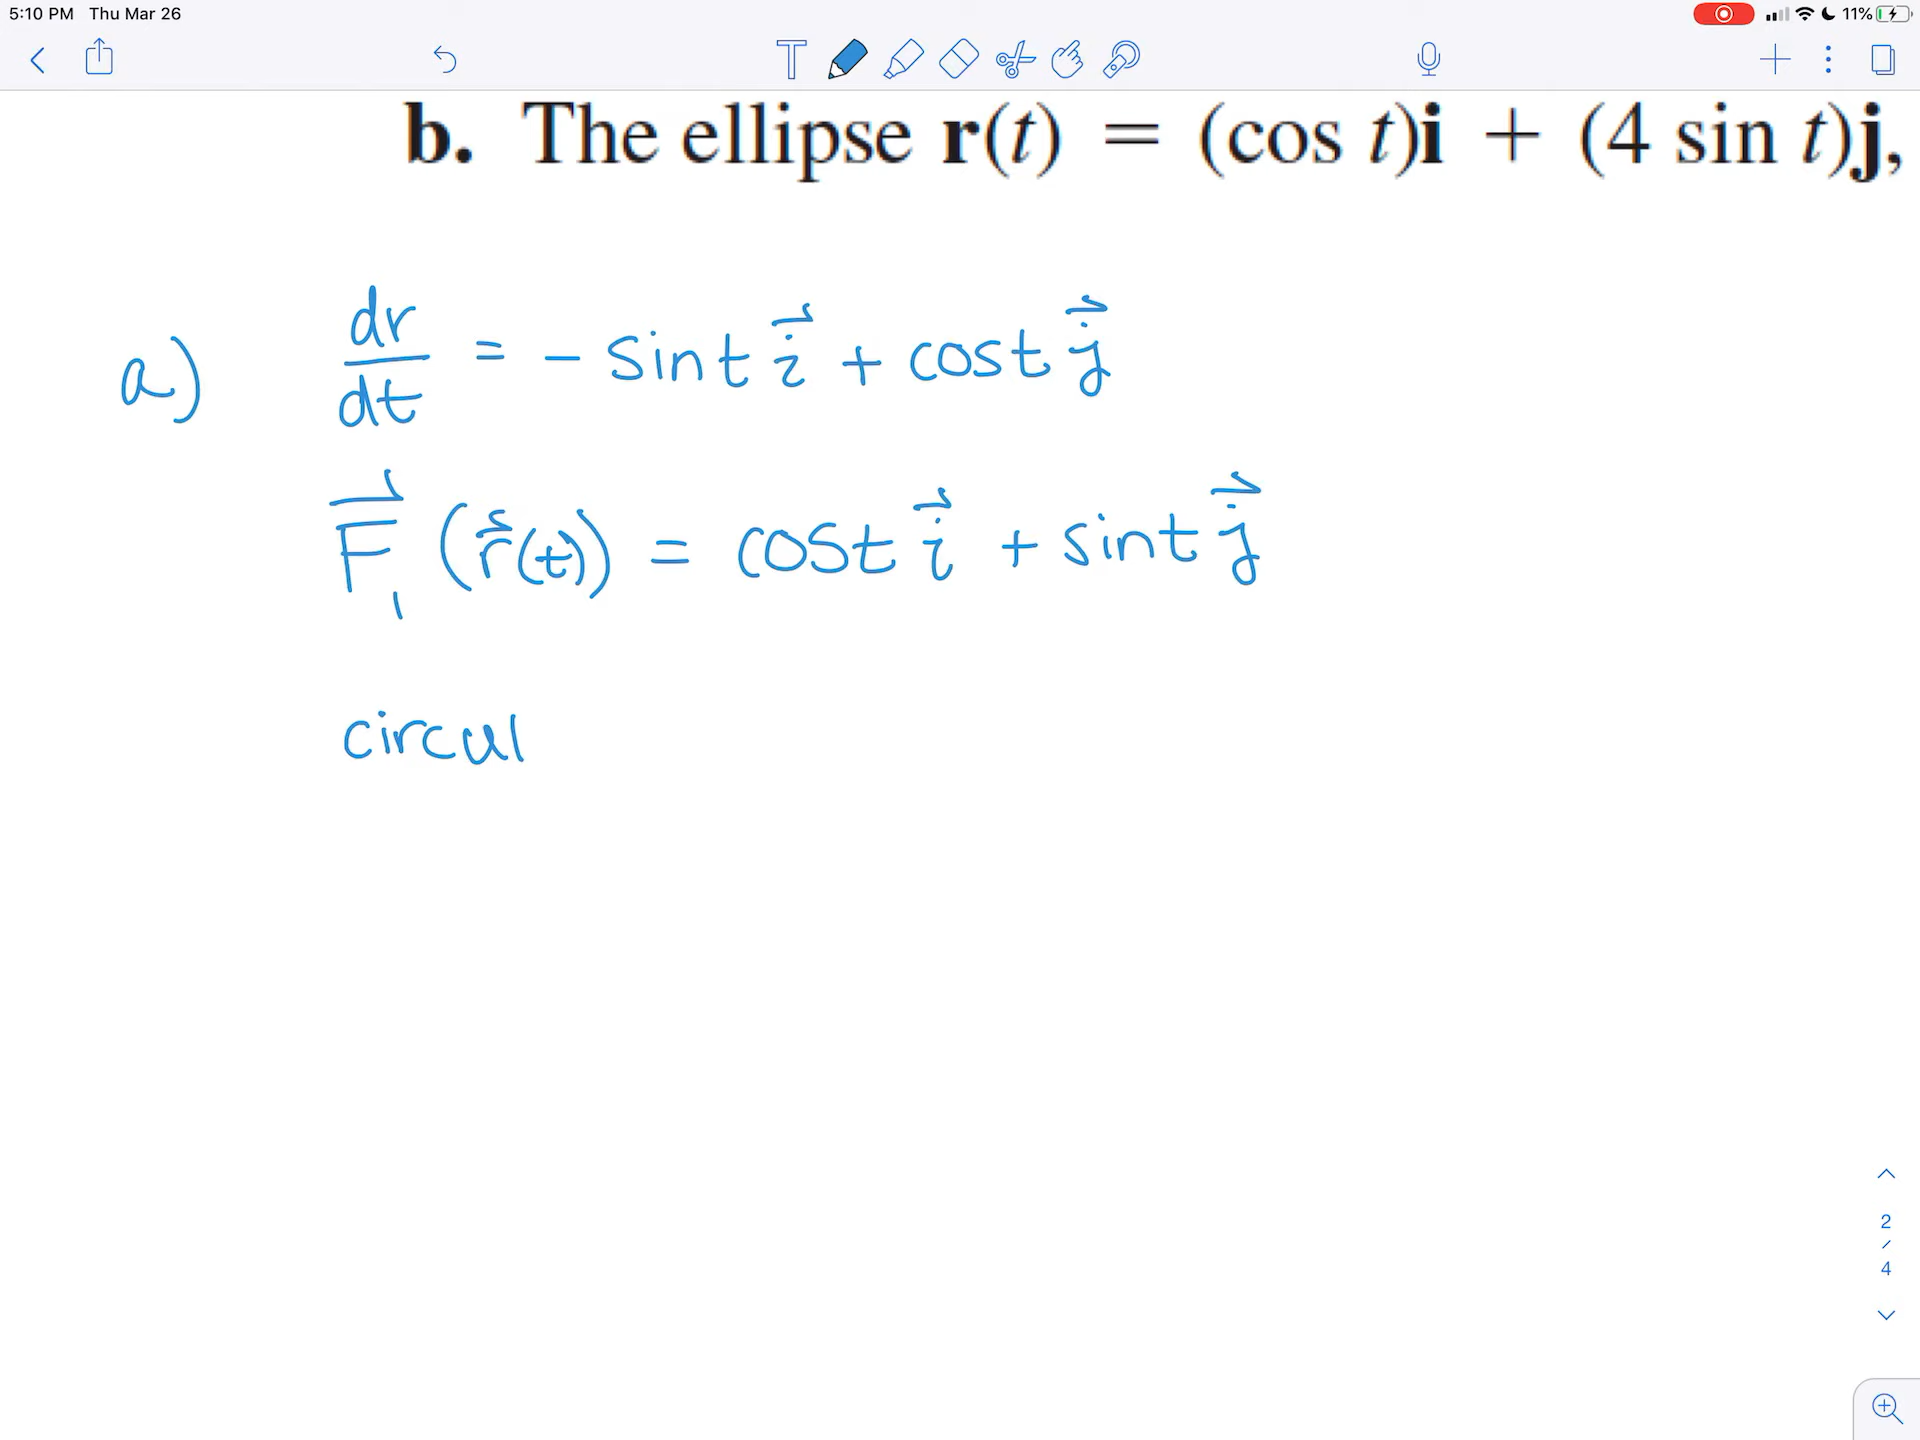 5:10 PM Thu Mar 26
11%
T
b. The ellipse r(t) = (cos t)i + (4 sin t)j,
a) dr/dt = - sin t i⃗ + cos t j⃗
F⃗₁ (r⃗(t)) = cos t i⃗ + sin t j⃗
circul
2
/
4